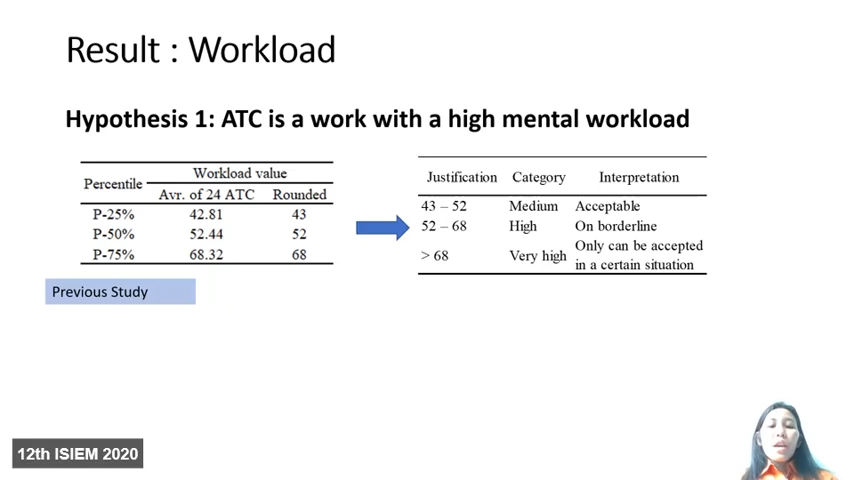 Result : Workload
Hypothesis 1: ATC is a work with a high mental workload
Percentile Workload value
Avr. of 24 ATC Rounded
P-25% 42.81 43
P-50% 52.44 52
P-75% 68.32 68
Justification Category Interpretation
43 – 52 Medium Acceptable
52 – 68 High On borderline
> 68 Very high Only can be accepted
in a certain situation
Previous Study
12th ISIEM 2020